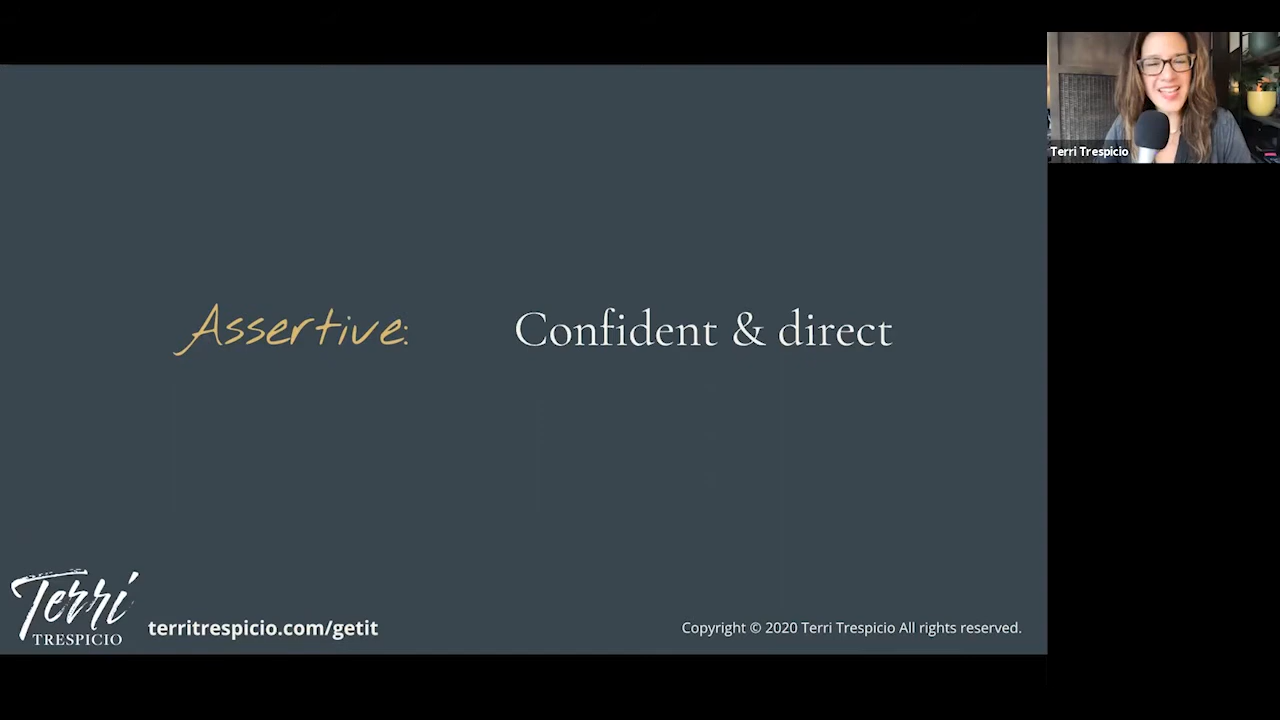 Terri Trespicio
Assertive: Confident & direct
Terri
TRESPICIO
territrespicio.com/getit
Copyright © 2020 Terri Trespicio All rights reserved.